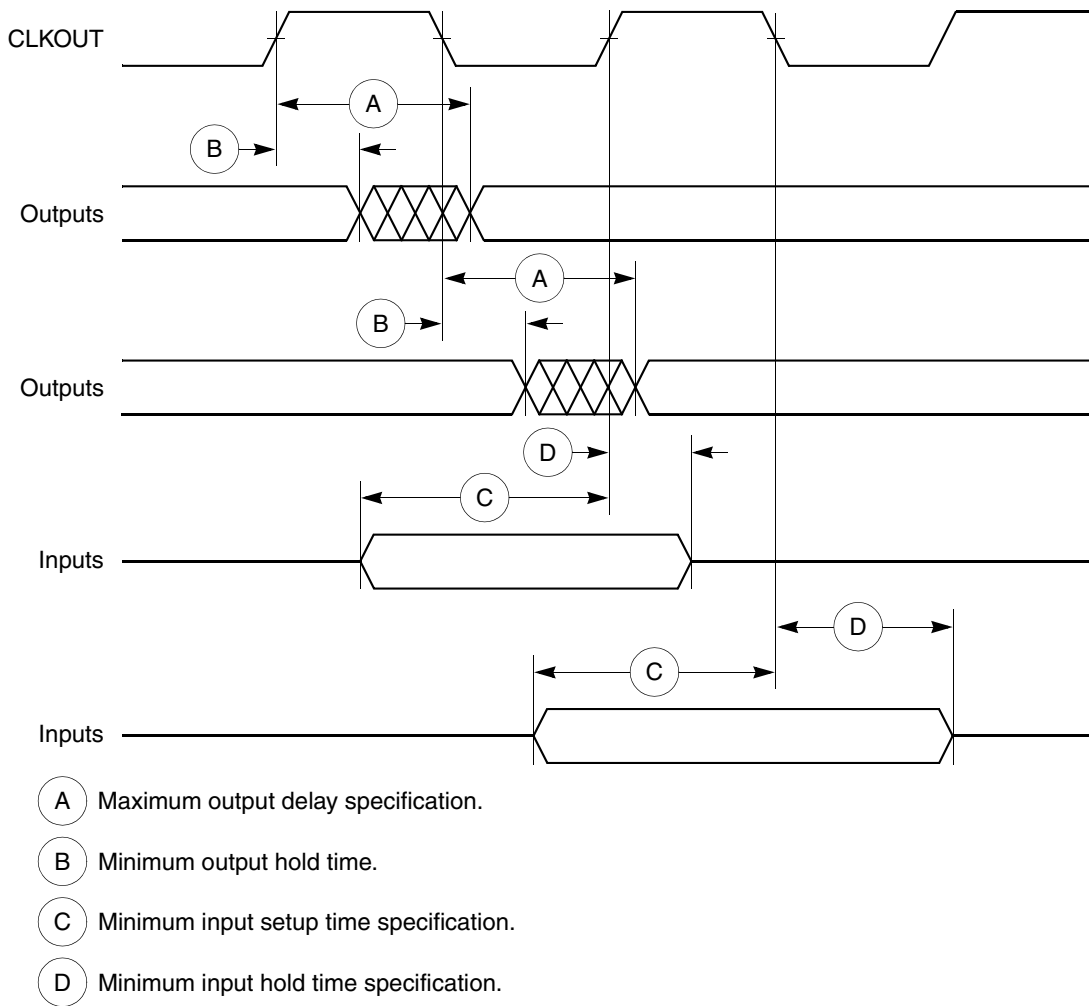 CLKOUT
A
B
Outputs
A
B
Outputs
D
C
Inputs
D
C
Inputs
A Maximum output delay specification.
B Minimum output hold time.
C Minimum input setup time specification.
D Minimum input hold time specification.